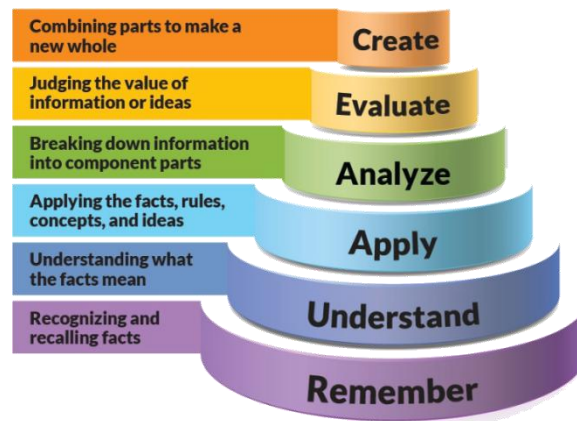 Combining parts to make a
new whole
Create
Judging the value of
information or ideas
Evaluate
Breaking down information
into component parts
Analyze
Applying the facts, rules,
concepts, and ideas
Apply
Understanding what
the facts mean
Understand
Recognizing and
recalling facts
Remember